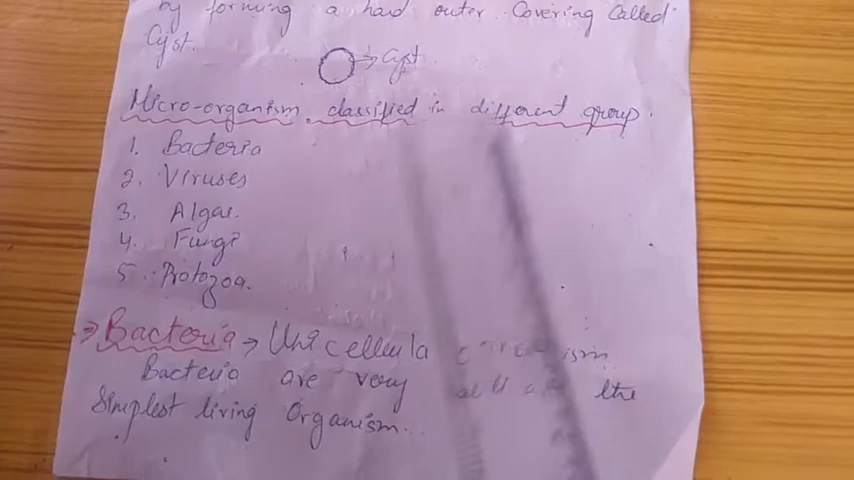 by forming a hard outer Covering Called
Cyst.
Cyst
Micro-organism classified in different group.
1. Bacteria
2. Viruses
3. Algae.
4. Fungi
5. Protozoa.
Bacteria → Unicellula
Bacteria are very the
Simplest living Organism.